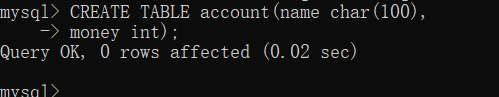 mysql> CREATE TABLE account(name char(100),
    -> money int);
Query OK, 0 rows affected (0.02 sec)
mysql>